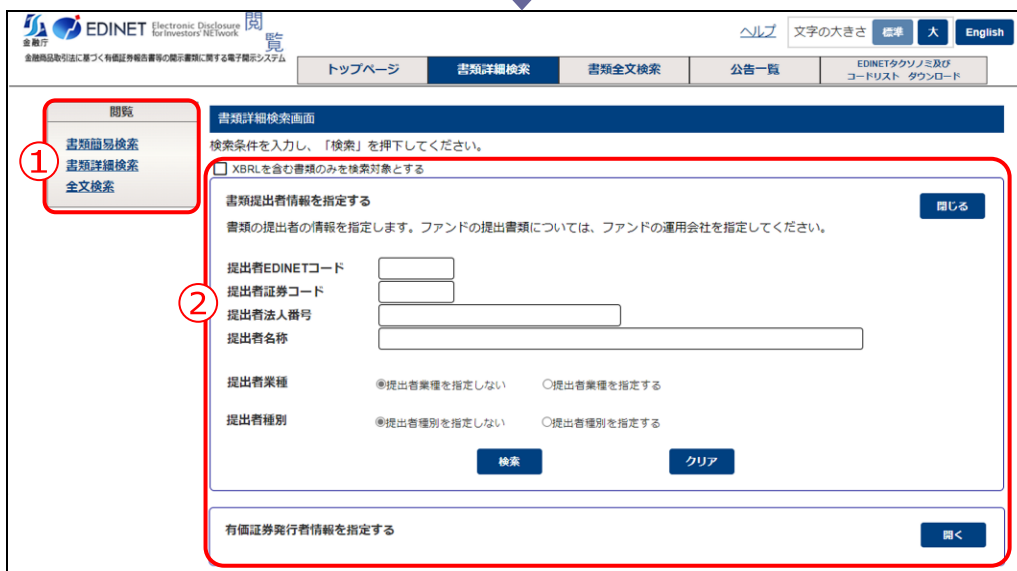 EDINET Electronic Disclosure for Investors' NETwork 閲覧
金融庁
金融商品取引法に基づく有価証券報告書等の開示書類に関する電子開示システム
ヘルプ 文字の大きさ 標準 大 English
トップページ 書類詳細検索 書類全文検索 公告一覧 EDINETタクソノミ及びコードリスト ダウンロード
閲覧
書類簡易検索
書類詳細検索
全文検索
①
書類詳細検索画面
検索条件を入力し、「検索」を押下してください。
XBRLを含む書類のみを検索対象とする
書類提出者情報を指定する 閉じる
書類の提出者の情報を指定します。ファンドの提出書類については、ファンドの運用会社を指定してください。
提出者EDINETコード
提出者証券コード
②
提出者法人番号
提出者名称
提出者業種 提出者業種を指定しない 提出者業種を指定する
提出者種別 提出者種別を指定しない 提出者種別を指定する
検索 クリア
有価証券発行者情報を指定する 開く